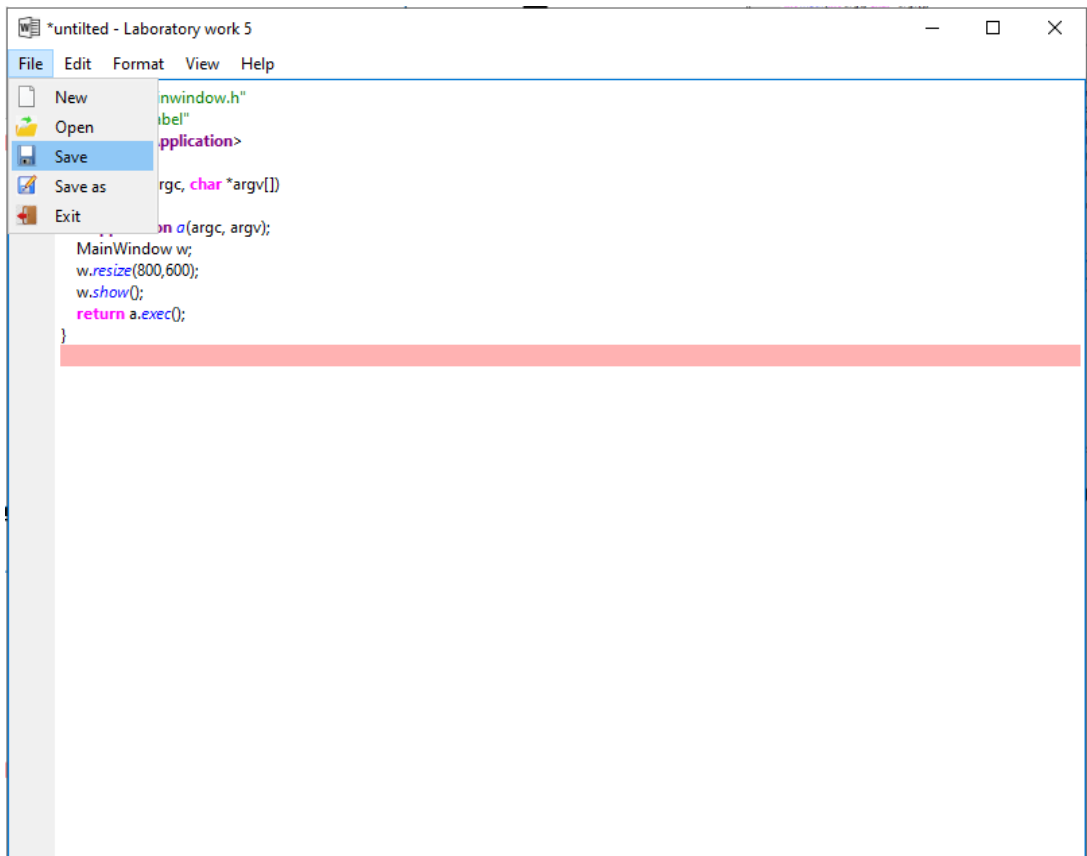 *untilted - Laboratory work 5
File Edit Format View Help
New
Open
Save
Save as
Exit
inwindow.h"
bel"
pplication>
rgc, char *argv[])
on a(argc, argv);
MainWindow w;
w.resize(800,600);
w.show();
return a.exec();
}